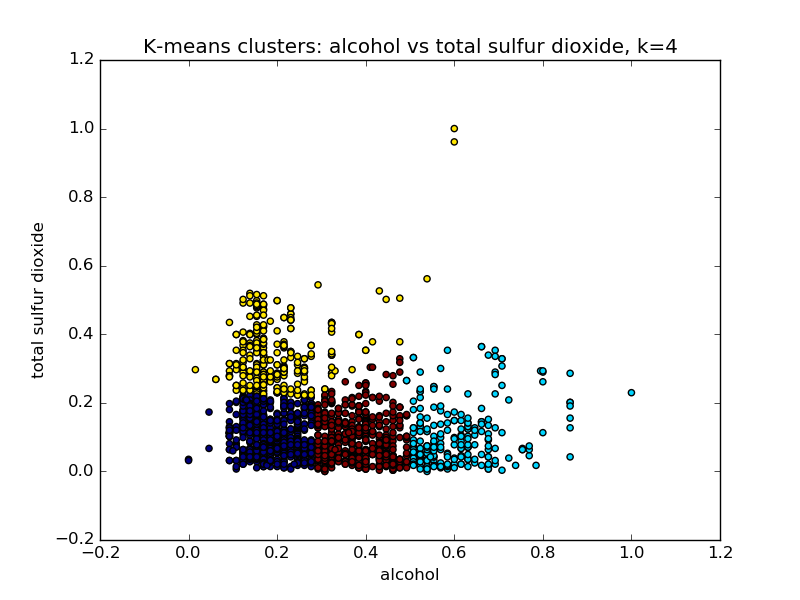 K-means clusters: alcohol vs total sulfur dioxide, k=4
1.2
1.0
0.8
0.6
0.4
0.2
0.0
−0.2
total sulfur dioxide
−0.2 0.0 0.2 0.4 0.6 0.8 1.0 1.2
alcohol